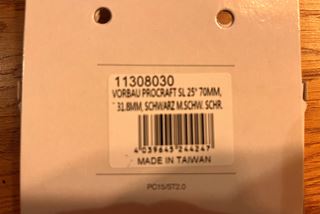 11308030
VORBAU PROCRAFT SL 25° 70MM,
31.8MM, SCHWARZ M.SCHW. SCHR.
4 039645 244247
MADE IN TAIWAN
PC15/ST2.0